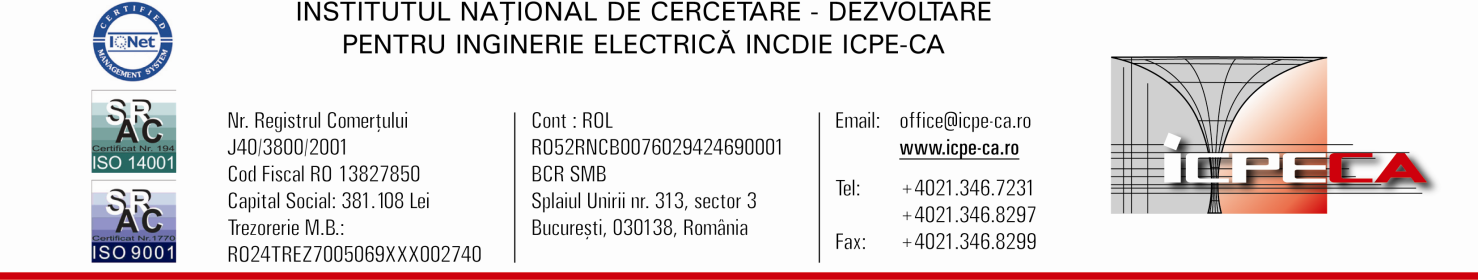 INSTITUTUL NAȚIONAL DE CERCETARE - DEZVOLTARE
PENTRU INGINERIE ELECTRICĂ INCDIE ICPE-CA
CERTIFIED
IQNet
MANAGEMENT SYSTEM
SR
AC
Certificat Nr. 194
ISO 14001
SR
AC
Certificat Nr.1770
ISO 9001
Nr. Registrul Comerțului
J40/3800/2001
Cod Fiscal RO 13827850
Capital Social: 381.108 Lei
Trezorerie M.B.:
RO24TREZ7005069XXX002740
Cont : ROL
RO52RNCB0076029424690001
BCR SMB
Splaiul Unirii nr. 313, sector 3
București, 030138, România
Email: office@icpe-ca.ro
www.icpe-ca.ro
Tel: +4021.346.7231
+4021.346.8297
Fax: +4021.346.8299
iCPECA